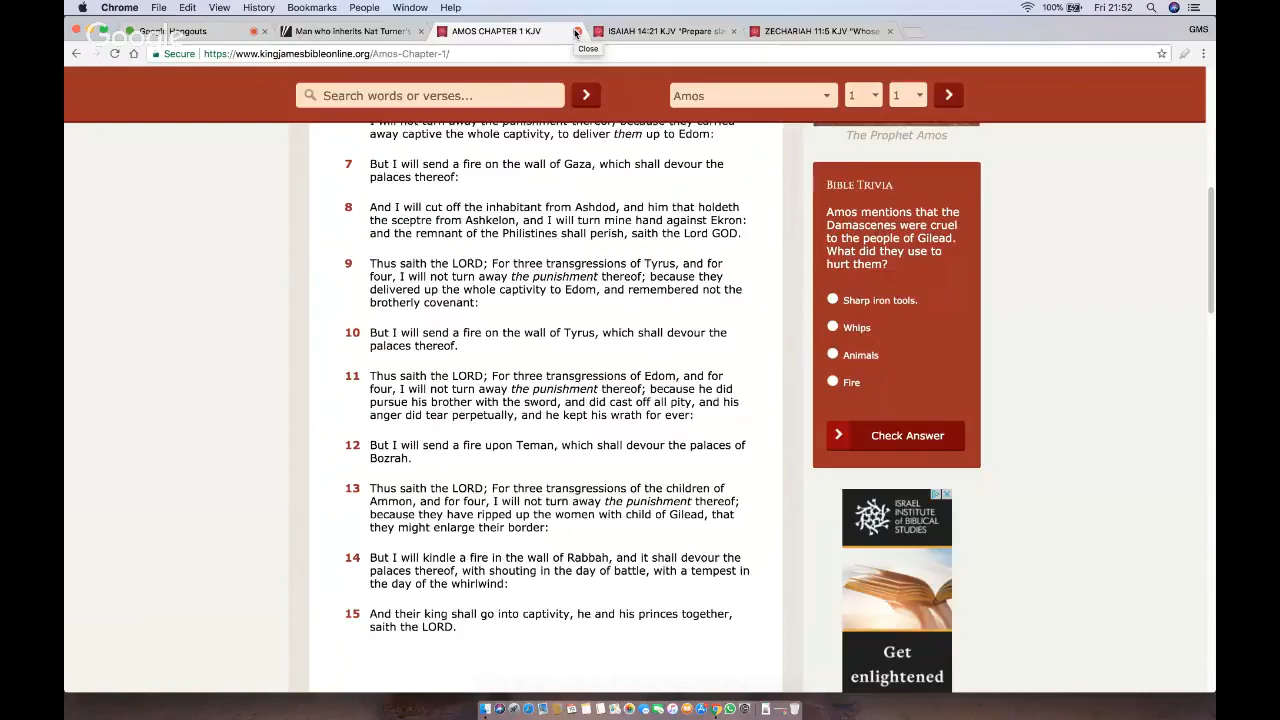 Chrome File Edit View History Bookmarks People Window Help 100% Fri 21:52
Google Hangouts Man who inherits Nat Turner's AMOS CHAPTER 1 KJV ISAIAH 14:21 KJV "Prepare sla ZECHARIAH 11:5 KJV "Whose GMS
Google
Close
Secure https://www.kingjamesbibleonline.org/Amos-Chapter-1/
Search words or verses... Amos 1 1
I will not turn away the punishment thereof; because they carried
away captive the whole captivity, to deliver them up to Edom:
7 But I will send a fire on the wall of Gaza, which shall devour the
palaces thereof:
8 And I will cut off the inhabitant from Ashdod, and him that holdeth
the sceptre from Ashkelon, and I will turn mine hand against Ekron:
and the remnant of the Philistines shall perish, saith the Lord GOD.
9 Thus saith the LORD; For three transgressions of Tyrus, and for
four, I will not turn away the punishment thereof; because they
delivered up the whole captivity to Edom, and remembered not the
brotherly covenant:
10 But I will send a fire on the wall of Tyrus, which shall devour the
palaces thereof.
11 Thus saith the LORD; For three transgressions of Edom, and for
four, I will not turn away the punishment thereof; because he did
pursue his brother with the sword, and did cast off all pity, and his
anger did tear perpetually, and he kept his wrath for ever:
12 But I will send a fire upon Teman, which shall devour the palaces of
Bozrah.
13 Thus saith the LORD; For three transgressions of the children of
Ammon, and for four, I will not turn away the punishment thereof;
because they have ripped up the women with child of Gilead, that
they might enlarge their border:
14 But I will kindle a fire in the wall of Rabbah, and it shall devour the
palaces thereof, with shouting in the day of battle, with a tempest in
the day of the whirlwind:
15 And their king shall go into captivity, he and his princes together,
saith the LORD.
The Prophet Amos
BIBLE TRIVIA
Amos mentions that the
Damascenes were cruel
to the people of Gilead.
What did they use to
hurt them?
Sharp iron tools.
Whips
Animals
Fire
Check Answer
ISRAEL
INSTITUTE
OF BIBLICAL
STUDIES
Get
enlightened